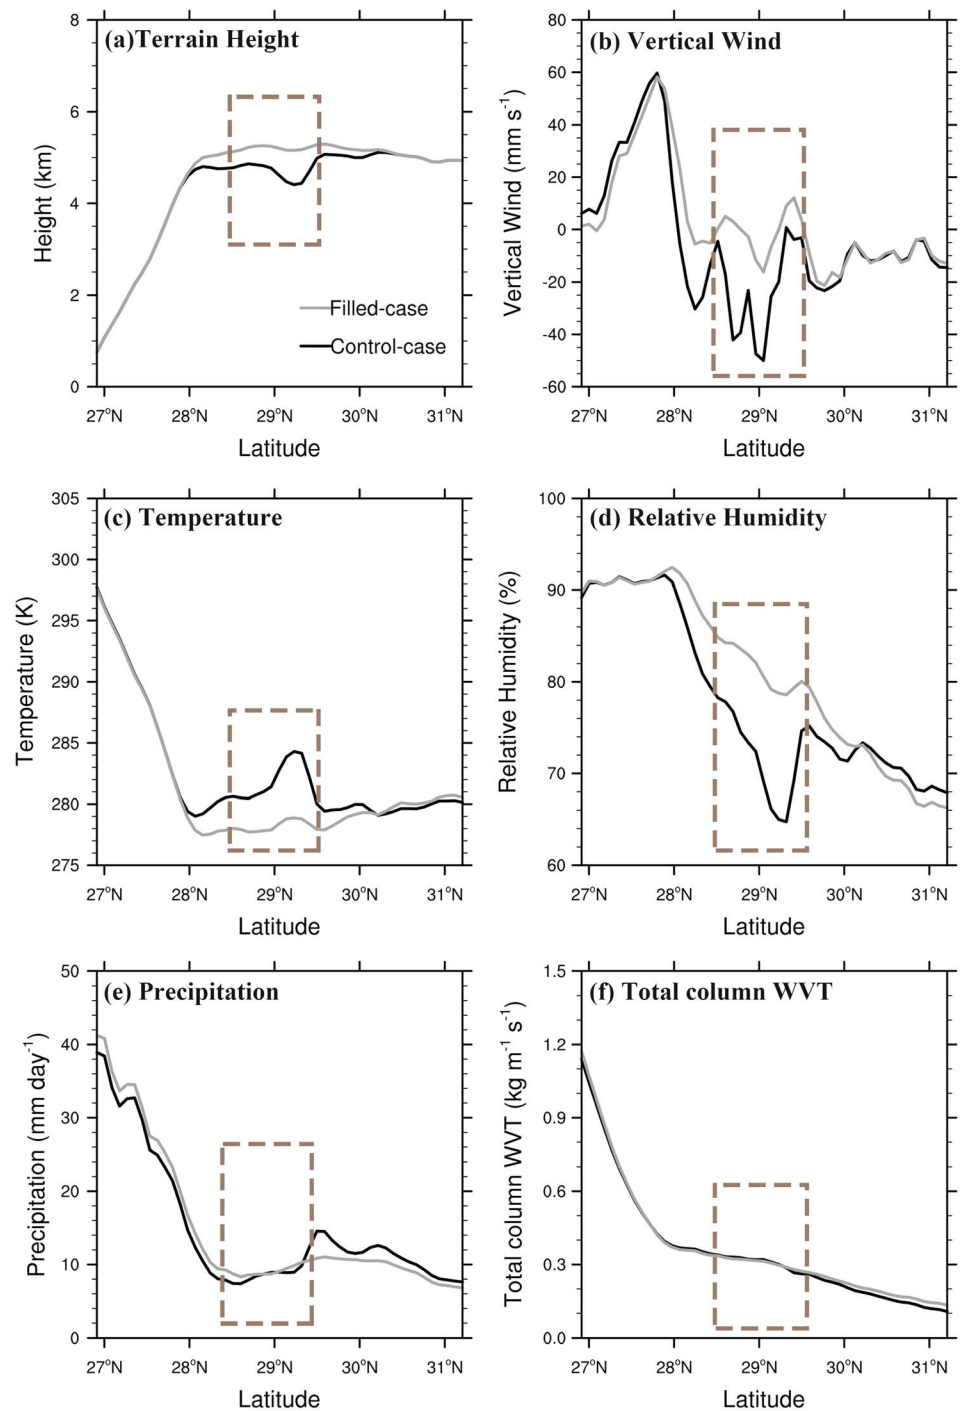 (a)Terrain Height
8
6
4
2
0
Height (km)
Filled-case
Control-case
27°N 28°N 29°N 30°N 31°N
Latitude
(b) Vertical Wind
80
60
40
20
0
-20
-40
-60
Vertical Wind (mm s-1)
27°N 28°N 29°N 30°N 31°N
Latitude
(c) Temperature
305
300
295
290
285
280
275
Temperature (K)
27°N 28°N 29°N 30°N 31°N
Latitude
(d) Relative Humidity
100
90
80
70
60
Relative Humidity (%)
27°N 28°N 29°N 30°N 31°N
Latitude
(e) Precipitation
50
40
30
20
10
0
Precipitation (mm day-1)
27°N 28°N 29°N 30°N 31°N
Latitude
(f) Total column WVT
1.5
1.2
0.9
0.6
0.3
0.0
Total column WVT (kg m-1 s-1)
27°N 28°N 29°N 30°N 31°N
Latitude